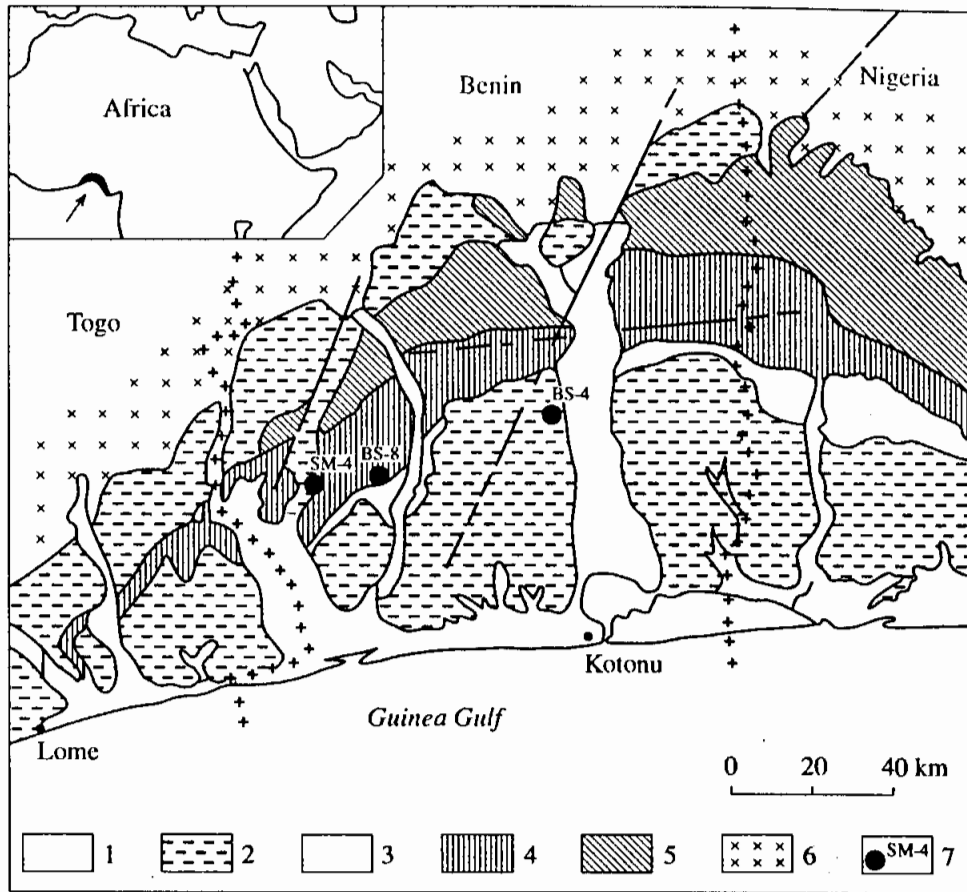 Africa
Benin
Nigeria
Togo
BS-4
SM-4
BS-8
Kotonu
Guinea Gulf
Lome
0 20 40 km
1 2 3 4 5 6 SM-4 7